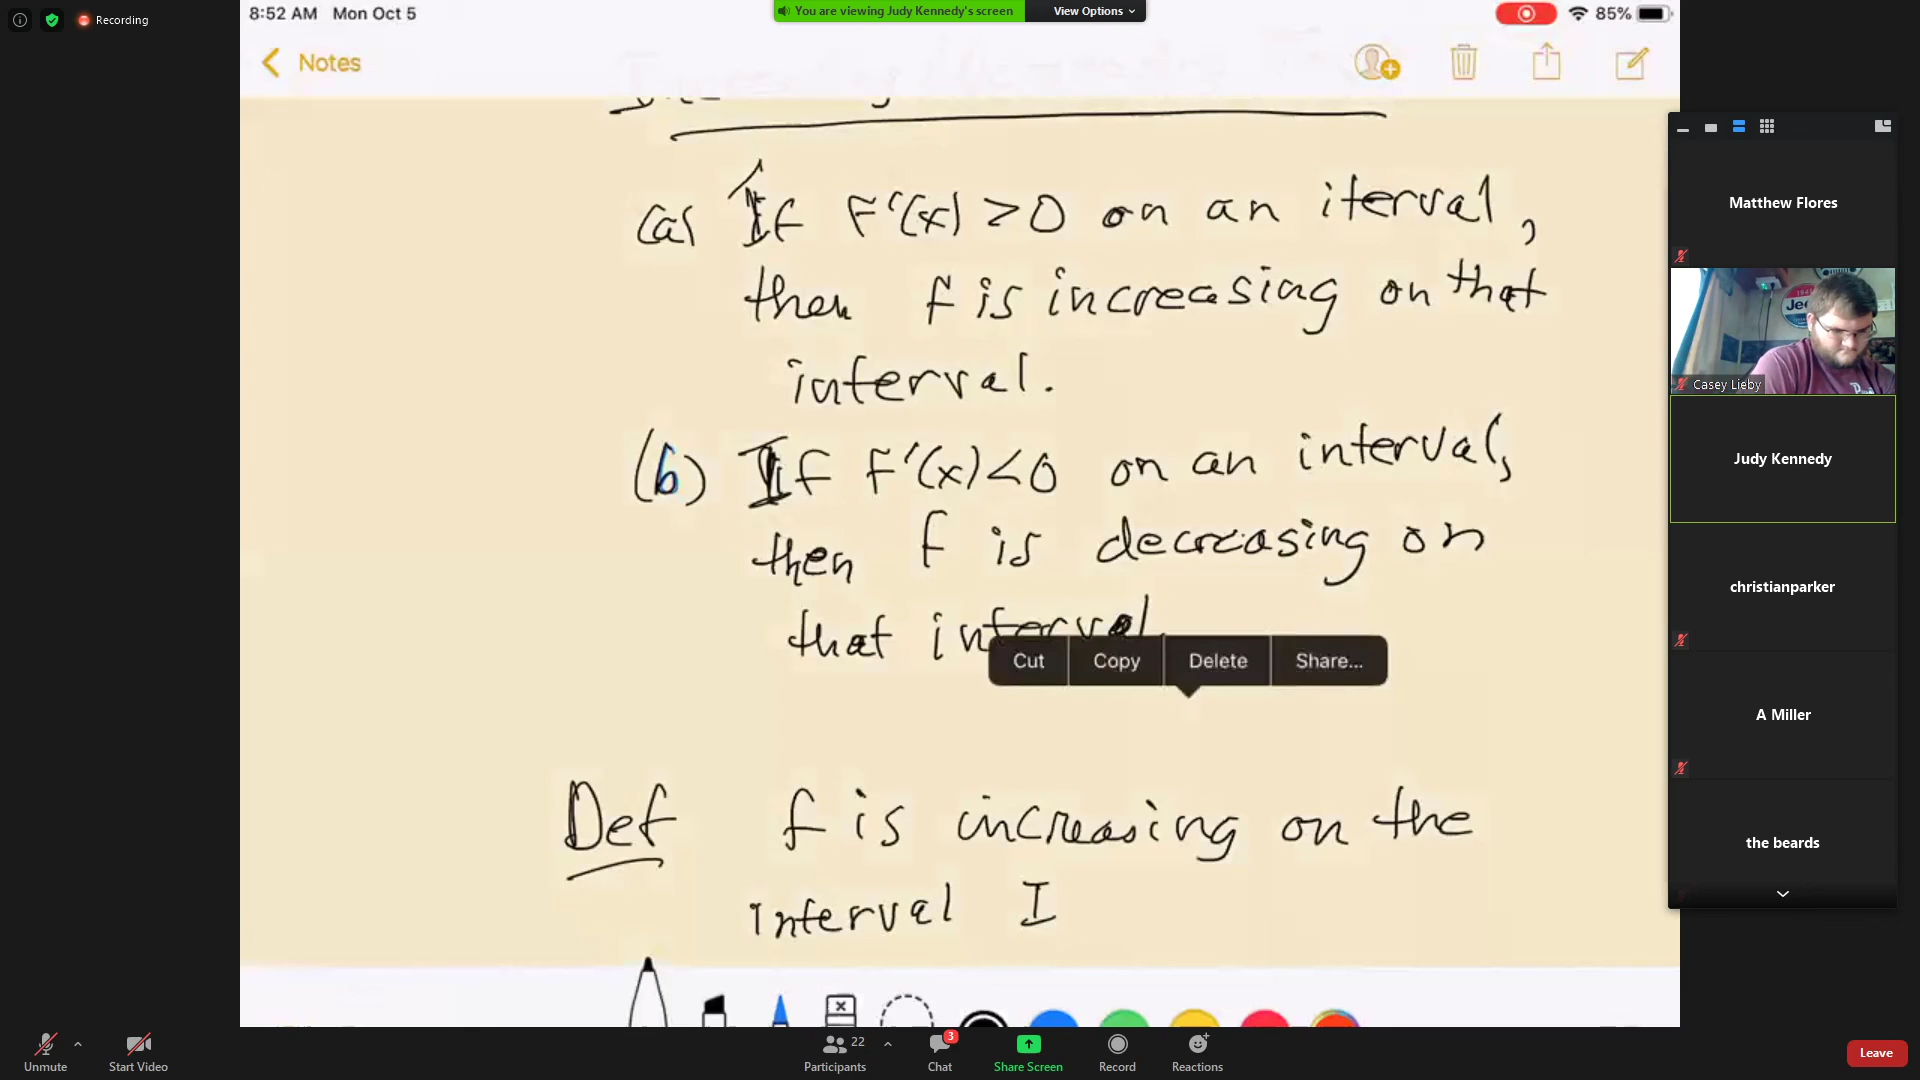 Recording
8:52 AM Mon Oct 5
You are viewing Judy Kennedy's screen
View Options
85%
Notes
(a) If f'(x) > 0 on an iterval,
then f is increasing on that
interval.
(b) If f'(x) < 0 on an interval,
then f is decreasing on
that interval
Cut Copy Delete Share...
Def f is increasing on the
interval I
Matthew Flores
Casey Lieby
Judy Kennedy
christianparker
A Miller
the beards
Unmute
Start Video
22
Participants
3
Chat
Share Screen
Record
Reactions
Leave